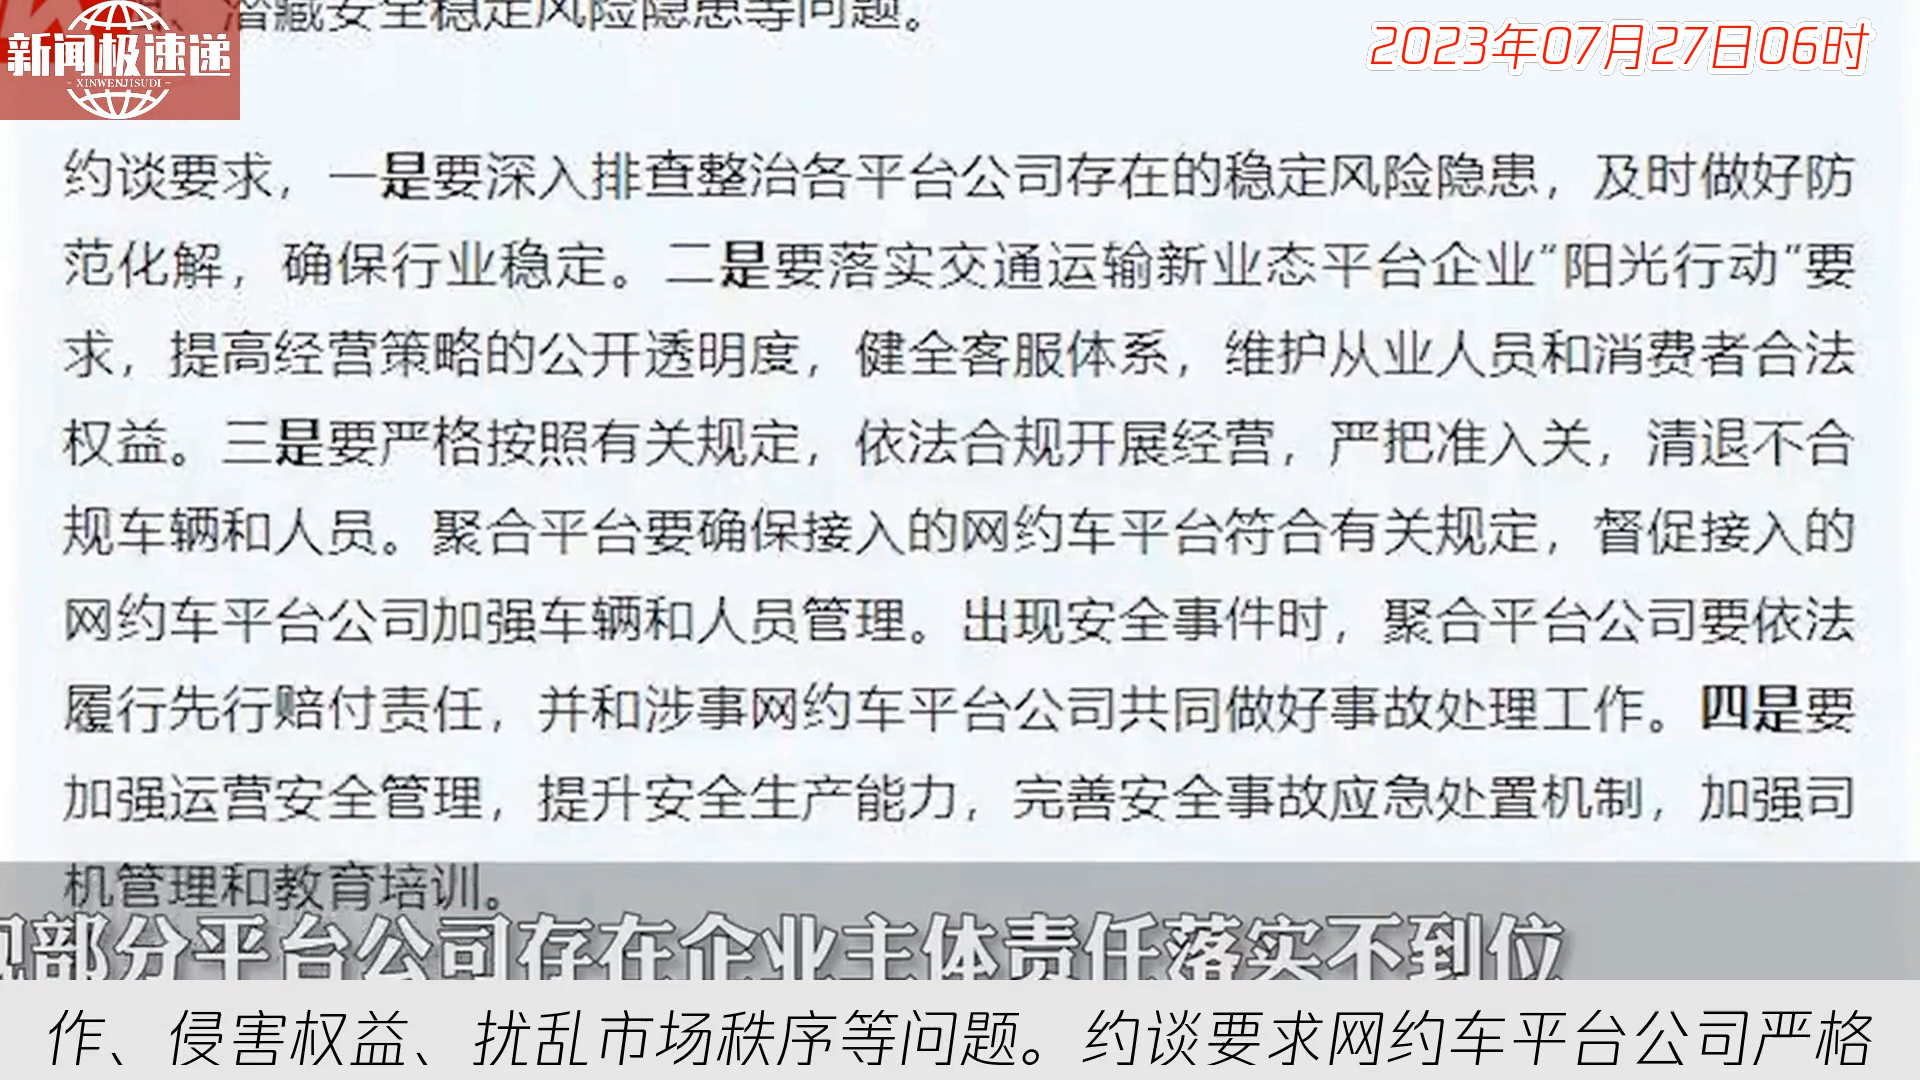 潜藏安全稳定风险隐患等问题。
新闻极速递
XINWENJISUDI
2023年07月27日06时
约谈要求，一是要深入排查整治各平台公司存在的稳定风险隐患，及时做好防
范化解，确保行业稳定。二是要落实交通运输新业态平台企业“阳光行动”要
求，提高经营策略的公开透明度，健全客服体系，维护从业人员和消费者合法
权益。三是要严格按照有关规定，依法合规开展经营，严把准入关，清退不合
规车辆和人员。聚合平台要确保接入的网约车平台符合有关规定，督促接入的
网约车平台公司加强车辆和人员管理。出现安全事件时，聚合平台公司要依法
履行先行赔付责任，并和涉事网约车平台公司共同做好事故处理工作。四是要
加强运营安全管理，提升安全生产能力，完善安全事故应急处置机制，加强司
机管理和教育培训。
部分平台公司存在企业主体责任落实不到位
作、侵害权益、扰乱市场秩序等问题。约谈要求网约车平台公司严格